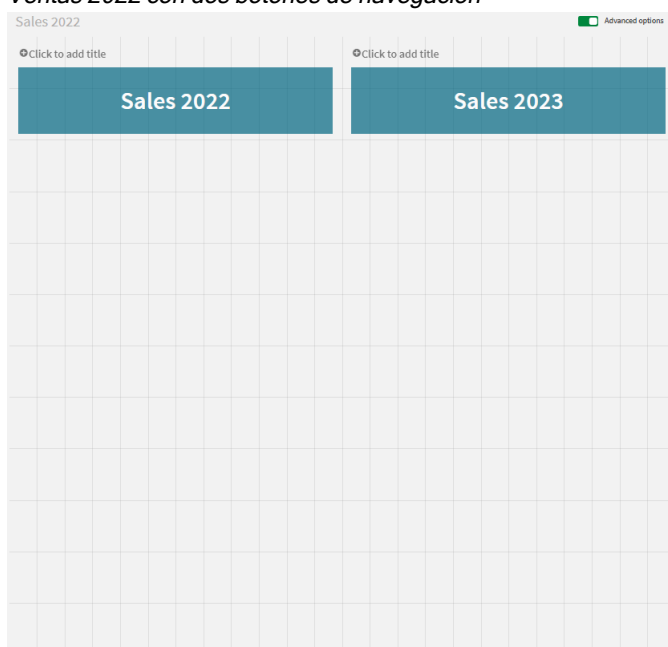 Ventas 2022 con dos botones de navegación
Sales 2022
Advanced options
Click to add title
Click to add title
Sales 2022
Sales 2023